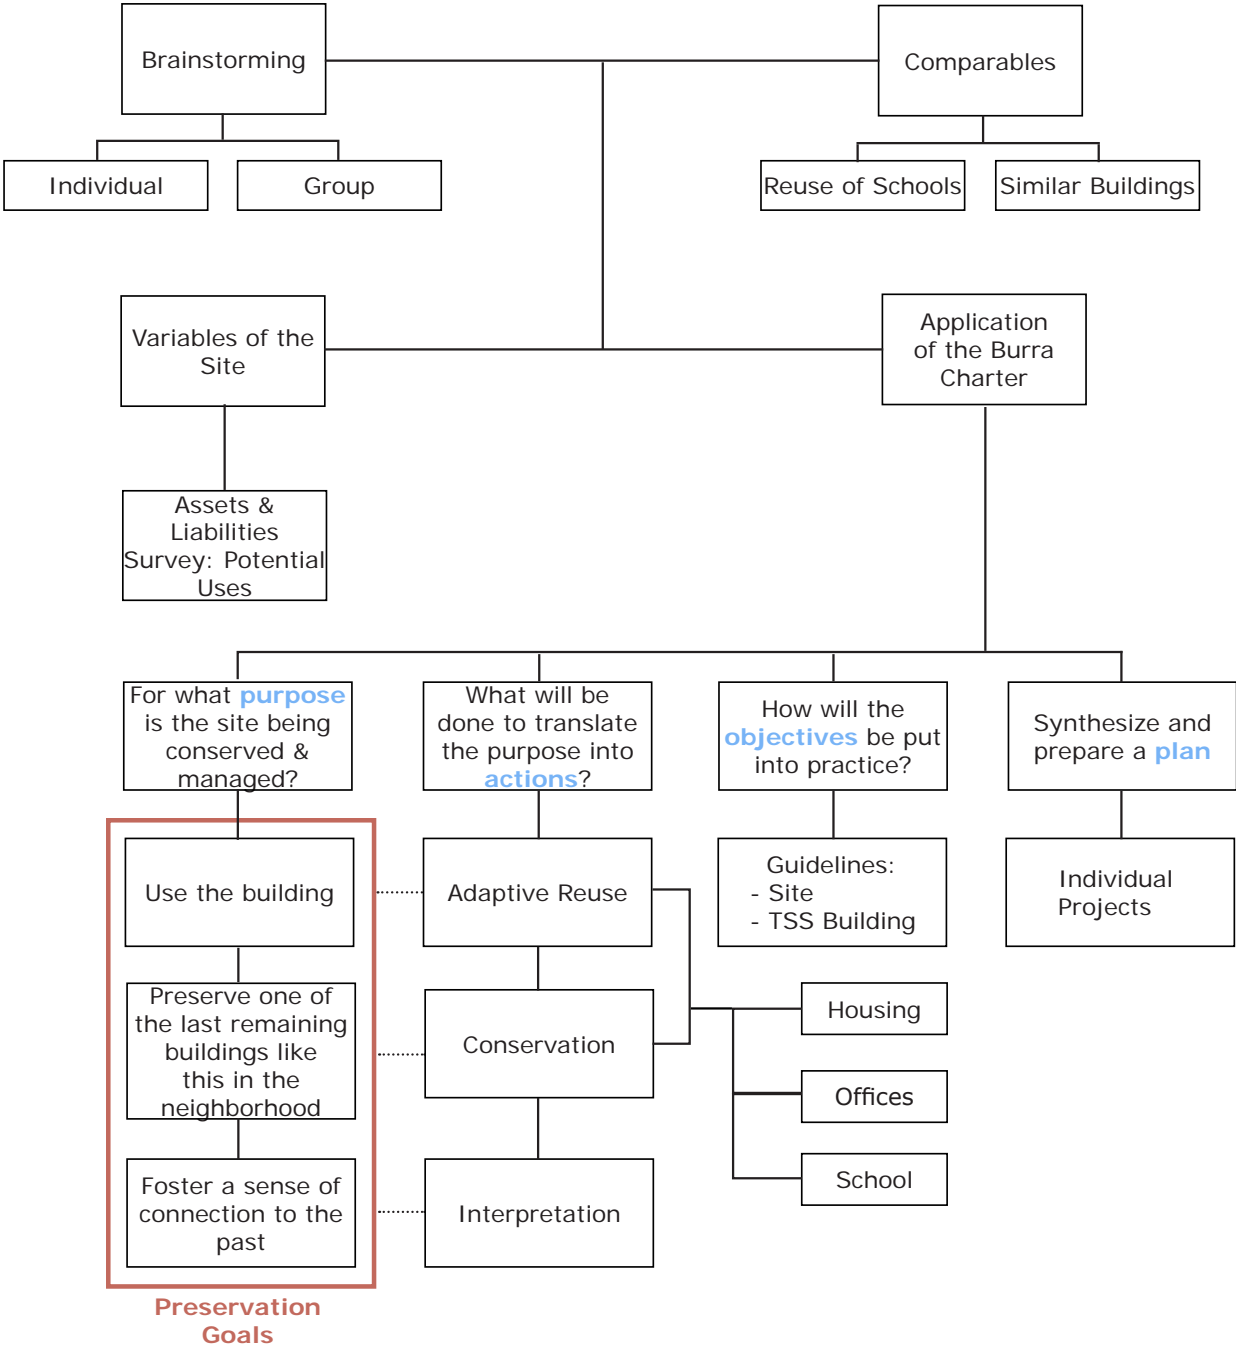 Brainstorming
Comparables
Individual
Group
Reuse of Schools
Similar Buildings
Variables of the
Site
Application
of the Burra
Charter
Assets &
Liabilities
Survey: Potential
Uses
For what purpose
is the site being
conserved &
managed?
What will be
done to translate
the purpose into
actions?
How will the
objectives be put
into practice?
Synthesize and
prepare a plan
Use the building
Adaptive Reuse
Guidelines:
- Site
- TSS Building
Individual
Projects
Preserve one of
the last remaining
buildings like
this in the
neighborhood
Conservation
Housing
Offices
School
Foster a sense of
connection to the
past
Interpretation
Preservation
Goals